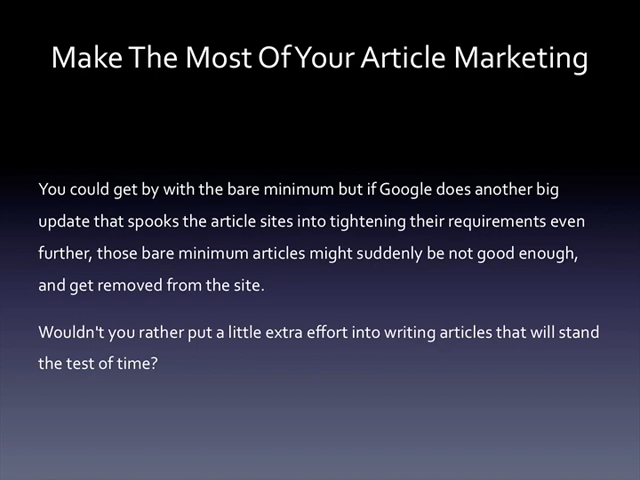 Make The Most Of Your Article Marketing
You could get by with the bare minimum but if Google does another big
update that spooks the article sites into tightening their requirements even
further, those bare minimum articles might suddenly be not good enough,
and get removed from the site.
Wouldn't you rather put a little extra effort into writing articles that will stand
the test of time?